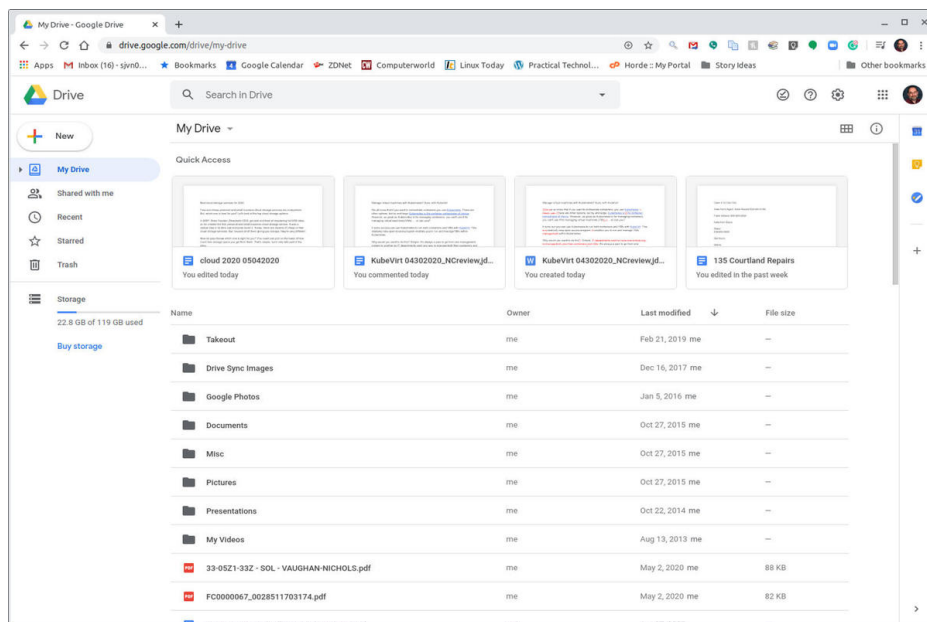 My Drive - Google Drive
drive.google.com/drive/my-drive
Apps Inbox (16) - sjvn0... Bookmarks Google Calendar ZDNet Computerworld Linux Today Practical Technol... Horde :: My Portal Story Ideas Other bookmarks
Drive Search in Drive
New My Drive
Quick Access
My Drive
Shared with me
Recent
Starred
Trash
Storage
22.8 GB of 119 GB used
Buy storage
cloud 2020 05042020 KubeVirt 04302020_NCreview,jd... KubeVirt 04302020_NCreview,jd... 135 Courtland Repairs
You edited today You commented today You created today You edited in the past week
Name Owner Last modified File size
Takeout me Feb 21, 2019 me –
Drive Sync Images me Dec 16, 2017 me –
Google Photos me Jan 5, 2016 me –
Documents me Oct 27, 2015 me –
Misc me Oct 27, 2015 me –
Pictures me Oct 27, 2015 me –
Presentations me Oct 22, 2014 me –
My Videos me Aug 13, 2013 me –
33-05Z1-33Z - SOL - VAUGHAN-NICHOLS.pdf me May 2, 2020 me 88 KB
FC0000067_0028511703174.pdf me May 2, 2020 me 82 KB